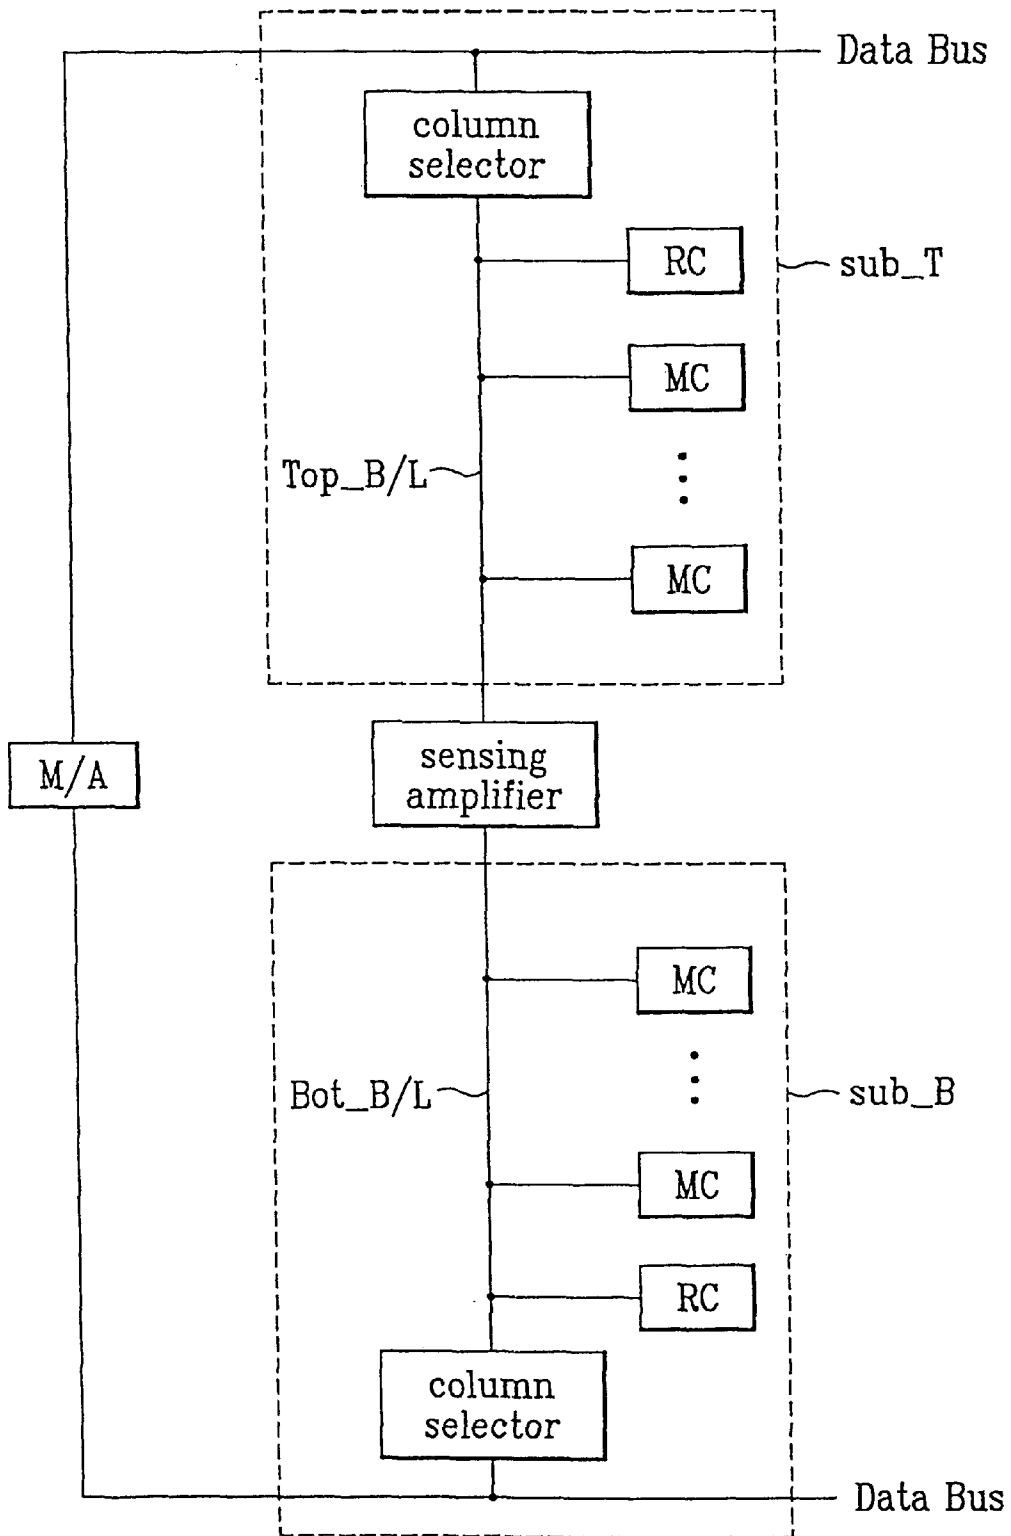 Data Bus
column
selector
RC
sub_T
MC
Top_B/L
MC
M/A
sensing
amplifier
MC
Bot_B/L
sub_B
MC
RC
column
selector
Data Bus